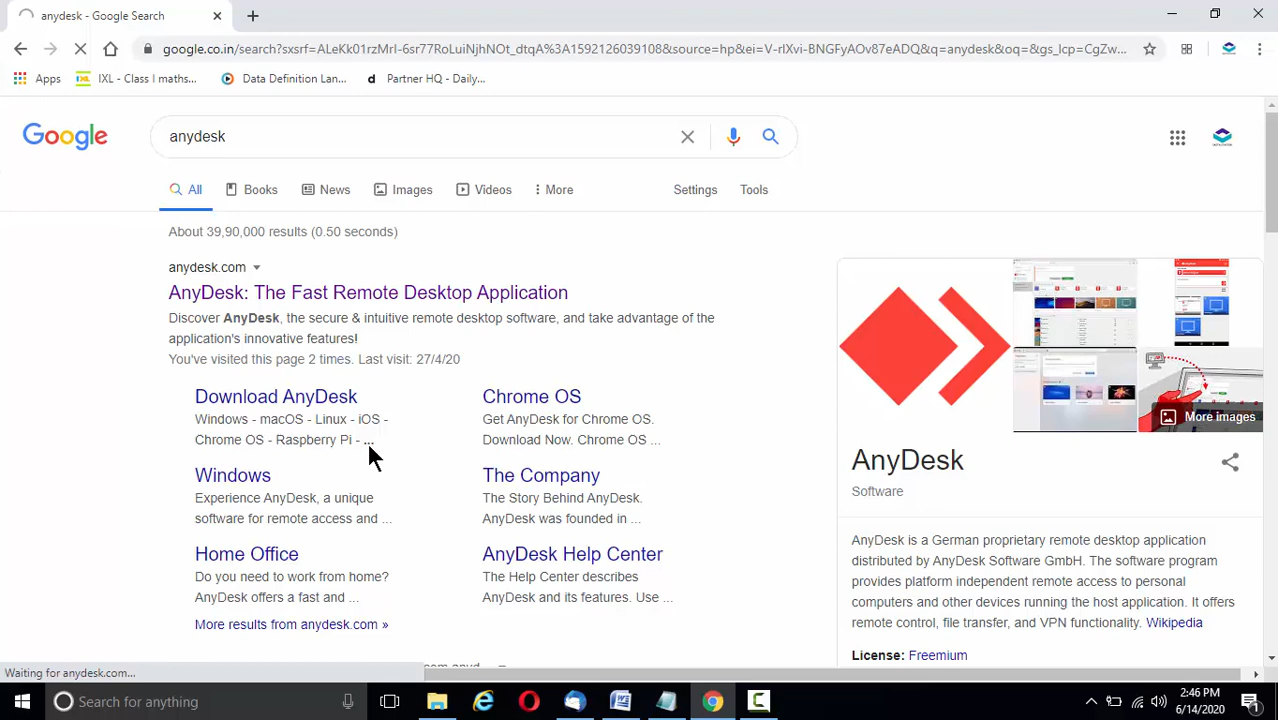 anydesk - Google Search
google.co.in/search?sxsrf=ALeKk01rzMrI-6sr77RoLuiNjhNOt_dtqA%3A1592126039108&source=hp&ei=V-rlXvi-BNGFyAOv87eADQ&q=anydesk&oq=&gs_lcp=CgZw...
Apps
IXL - Class I maths...
Data Definition Lan...
d Partner HQ - Daily...
Google
anydesk
All Books News Images Videos More Settings Tools
About 39,90,000 results (0.50 seconds)
anydesk.com
AnyDesk: The Fast Remote Desktop Application
Discover AnyDesk, the secure & intuitive remote desktop software, and take advantage of the
application's innovative features!
You've visited this page 2 times. Last visit: 27/4/20
Download AnyDesk
Windows - macOS - Linux - iOS -
Chrome OS - Raspberry Pi - ...
Chrome OS
Get AnyDesk for Chrome OS.
Download Now. Chrome OS ...
Windows
Experience AnyDesk, a unique
software for remote access and ...
The Company
The Story Behind AnyDesk.
AnyDesk was founded in ...
Home Office
Do you need to work from home?
AnyDesk offers a fast and ...
AnyDesk Help Center
The Help Center describes
AnyDesk and its features. Use ...
More results from anydesk.com »
More images
AnyDesk
Software
AnyDesk is a German proprietary remote desktop application
distributed by AnyDesk Software GmbH. The software program
provides platform independent remote access to personal
computers and other devices running the host application. It offers
remote control, file transfer, and VPN functionality. Wikipedia
License: Freemium
Waiting for anydesk.com...
Search for anything
2:46 PM
6/14/2020